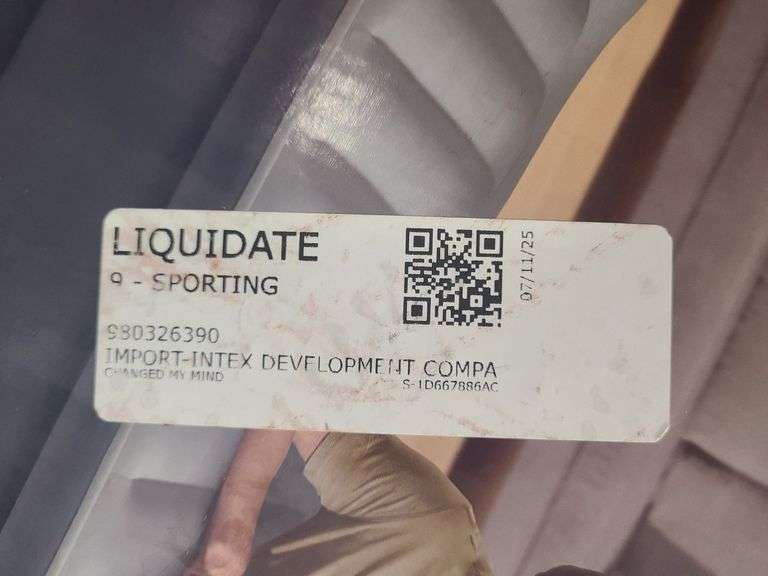 LIQUIDATE
9 - SPORTING
07/11/25
980326390
IMPORT-INTEX DEVELOPMENT COMPA
CHANGED MY MIND
S-1D667886AC